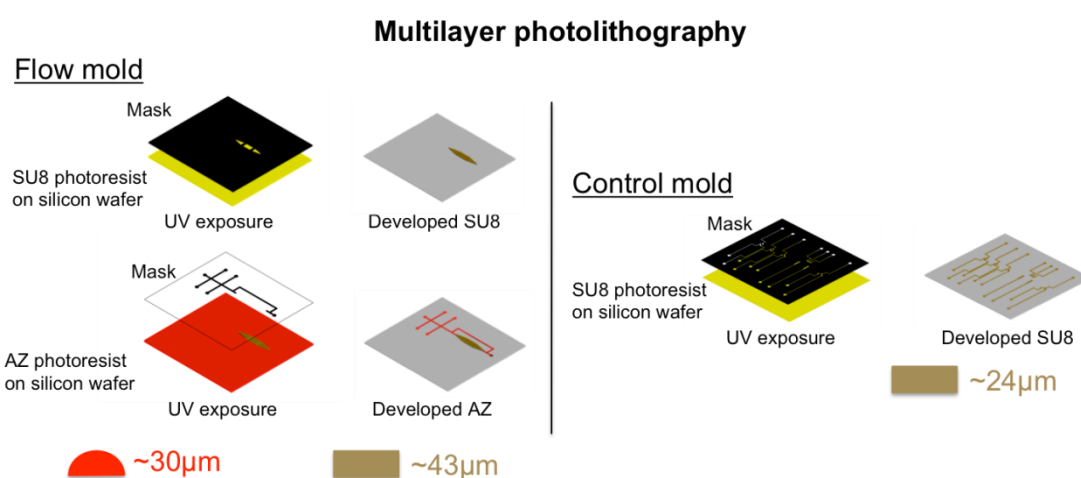 Multilayer photolithography
Flow mold
Mask
SU8 photoresist
on silicon wafer
UV exposure
Developed SU8
Mask
AZ photoresist
on silicon wafer
UV exposure
Developed AZ
~30μm
~43μm
Control mold
Mask
SU8 photoresist
on silicon wafer
UV exposure
Developed SU8
~24μm